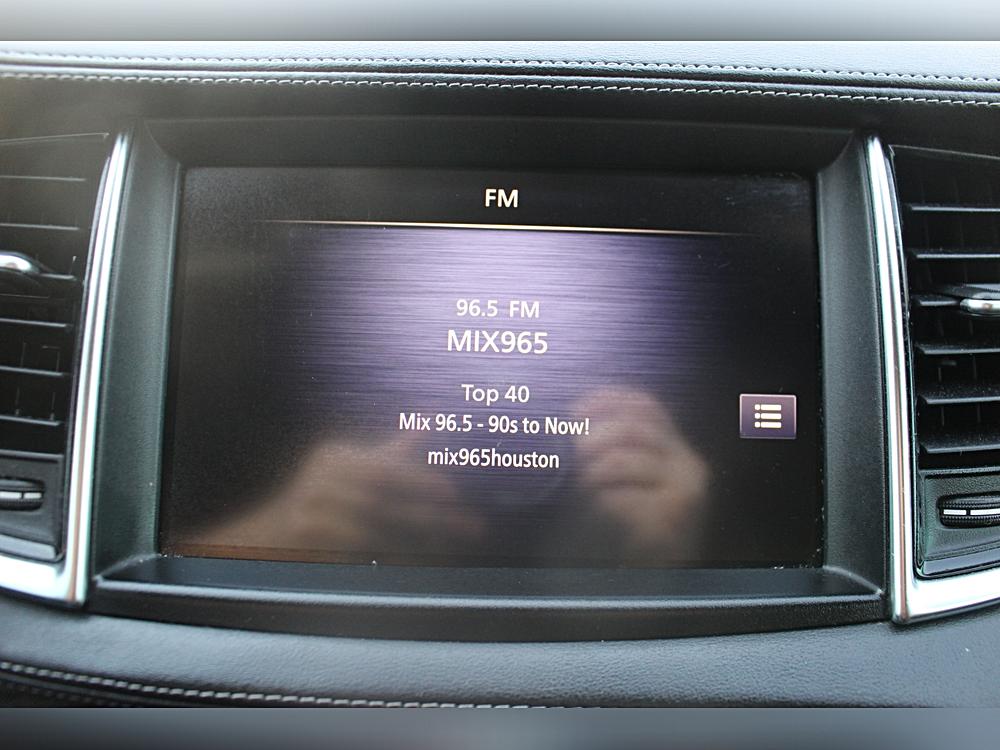 FM
96.5 FM
MIX965
Top 40
Mix 96.5 - 90s to Now!
mix965houston